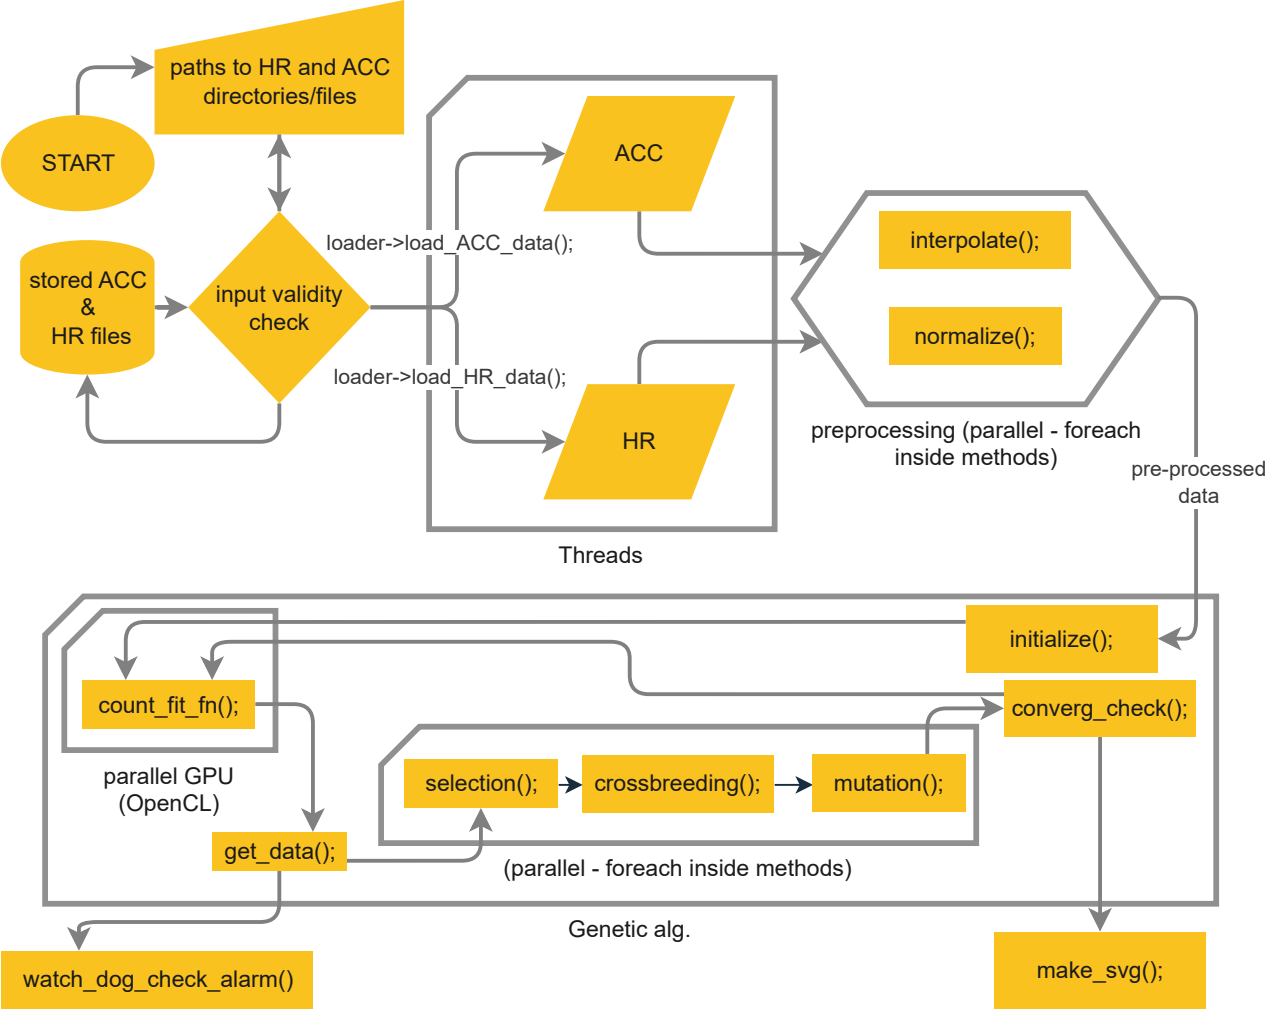 paths to HR and ACC
directories/files
START
ACC
loader->load_ACC_data();
interpolate();
stored ACC
&
HR files
input validity
check
normalize();
loader->load_HR_data();
HR
preprocessing (parallel - foreach
inside methods)
pre-processed
data
Threads
initialize();
count_fit_fn();
converg_check();
parallel GPU
(OpenCL)
selection();
crossbreeding();
mutation();
get_data();
(parallel - foreach inside methods)
Genetic alg.
watch_dog_check_alarm()
make_svg();